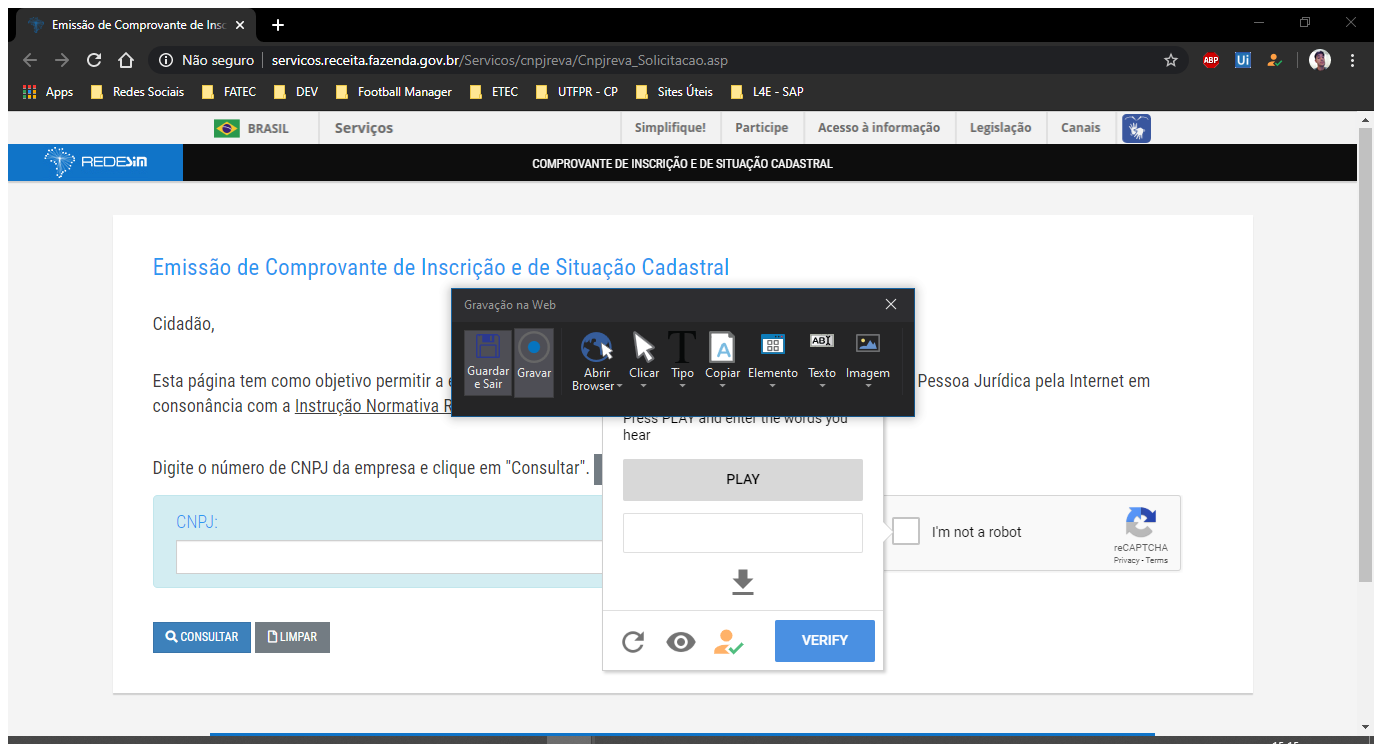 Emissão de Comprovante de Insc
Não seguro
servicos.receita.fazenda.gov.br/Servicos/cnpjreva/Cnpjreva_Solicitacao.asp
ABP
Ui
Apps
Redes Sociais
FATEC
DEV
Football Manager
ETEC
UTFPR - CP
Sites Úteis
L4E - SAP
BRASIL
Serviços
Simplifique!
Participe
Acesso à informação
Legislação
Canais
REDESIM
COMPROVANTE DE INSCRIÇÃO E DE SITUAÇÃO CADASTRAL
Emissão de Comprovante de Inscrição e de Situação Cadastral
Gravação na Web
Guardar e Sair
Gravar
Abrir Browser
Clicar
T
Tipo
A
Copiar
Elemento
ABI
Texto
Imagem
Cidadão,
Esta página tem como objetivo permitir a
Pessoa Jurídica pela Internet em
consonância com a Instrução Normativa
Press PLAY and enter the words you
hear
Digite o número de CNPJ da empresa e clique em "Consultar".
PLAY
CNPJ:
I'm not a robot
reCAPTCHA
Privacy - Terms
CONSULTAR
LIMPAR
VERIFY